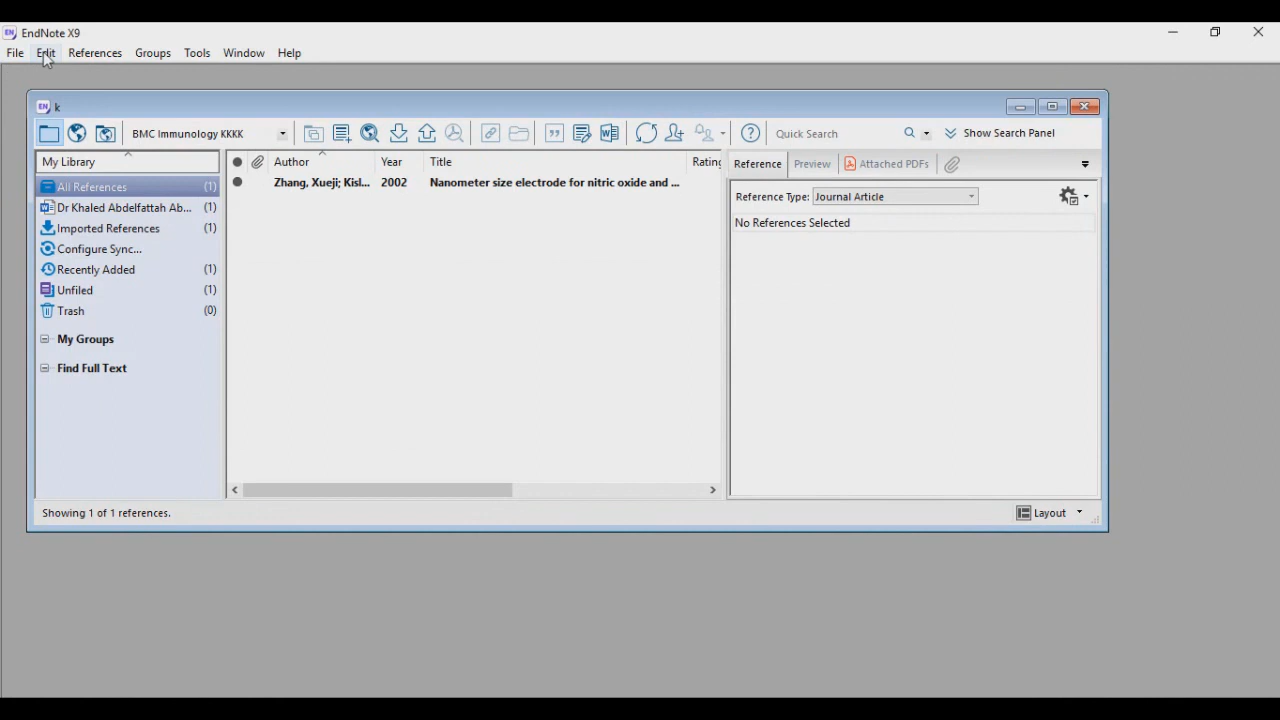 EndNote X9
File Edit References Groups Tools Window Help
k
BMC Immunology KKKK
Quick Search
Show Search Panel
My Library
Author Year Title Rating
Reference Preview Attached PDFs
All References (1)
Zhang, Xueji; Kisl... 2002 Nanometer size electrode for nitric oxide and ...
Reference Type: Journal Article
Dr Khaled Abdelfattah Ab... (1)
No References Selected
Imported References (1)
Configure Sync...
Recently Added (1)
Unfiled (1)
Trash (0)
My Groups
Find Full Text
Showing 1 of 1 references.
Layout